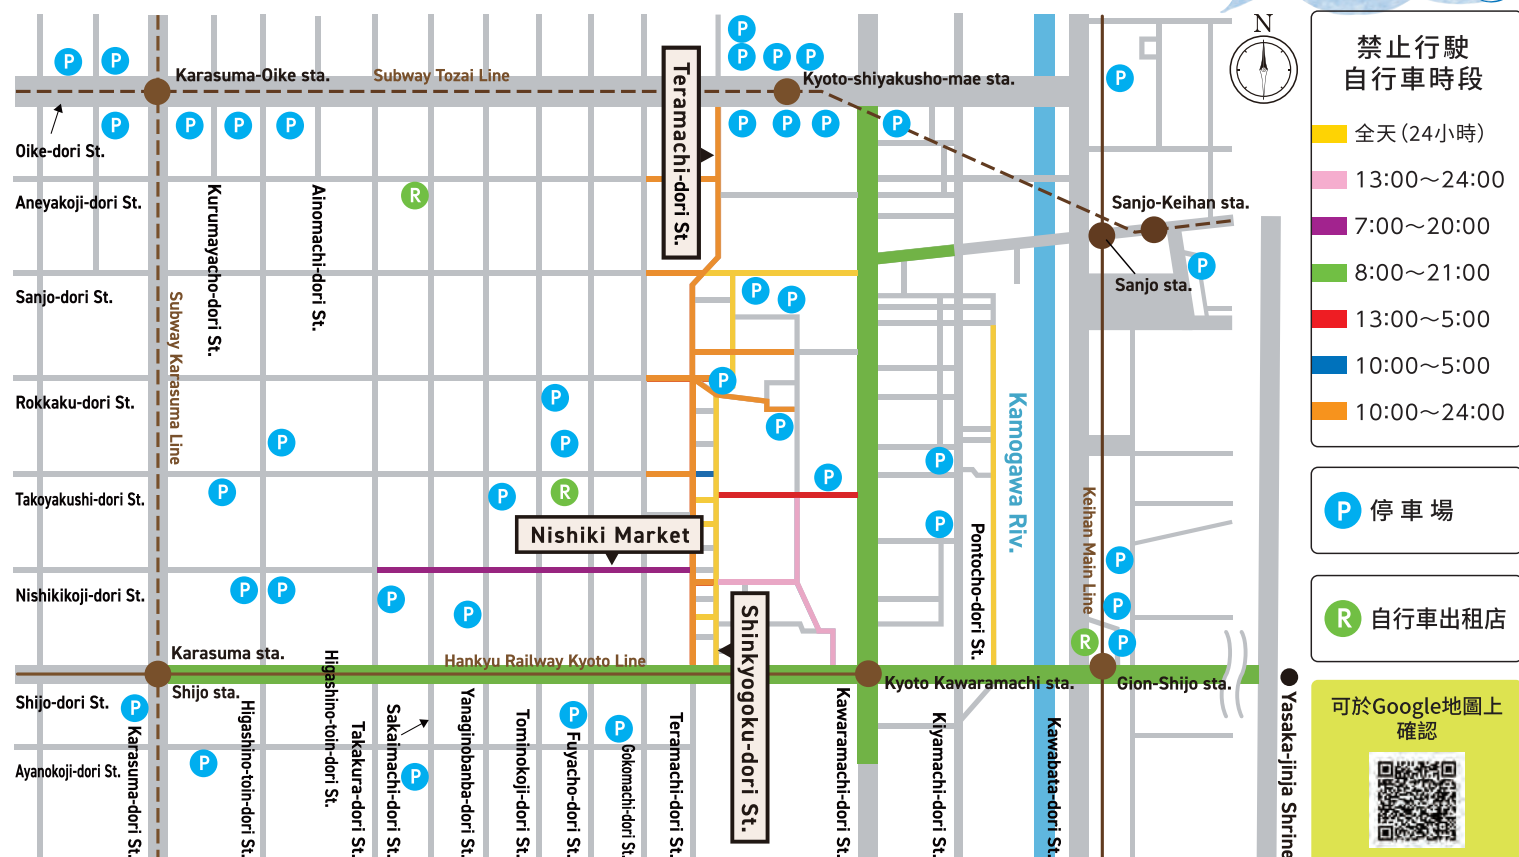 Karasuma-Oike sta.
Subway Tozai Line
Kyoto-shiyakusho-mae sta.
Oike-dori St.
Aneyakoji-dori St.
Sanjo-dori St.
Rokkaku-dori St.
Takoyakushi-dori St.
Nishikikoji-dori St.
Shijo-dori St.
Ayanokoji-dori St.
Kurumayacho-dori St.
Ainomachi-dori St.
Subway Karasuma Line
Teramachi-dori St.
Nishiki Market
Shinkyogoku-dori St.
Sanjo-Keihan sta.
Sanjo sta.
Kamogawa Riv.
Keihan Main Line
Pontocho-dori St.
Karasuma sta.
Shijo sta.
Hankyu Railway Kyoto Line
Kyoto Kawaramachi sta.
Gion-Shijo sta.
Karasuma-dori St.
Higashino-toin-dori St.
Higashino-toin-dori St.
Takakura-dori St.
Sakaimachi-dori St.
Yanaginobanba-dori St.
Tominokoji-dori St.
Fuyacho-dori St.
Gokomachi-dori St.
Teramachi-dori St.
Kawaramachi-dori St.
Kiyamachi-dori St.
Kawabata-dori St.
Yasaka-jinja Shrine
N
禁止行駛
自行車時段
全天（24小時）
13:00～24:00
7:00～20:00
8:00～21:00
13:00～5:00
10:00～5:00
10:00～24:00
P 停車場
R 自行車出租店
可於Google地圖上
確認